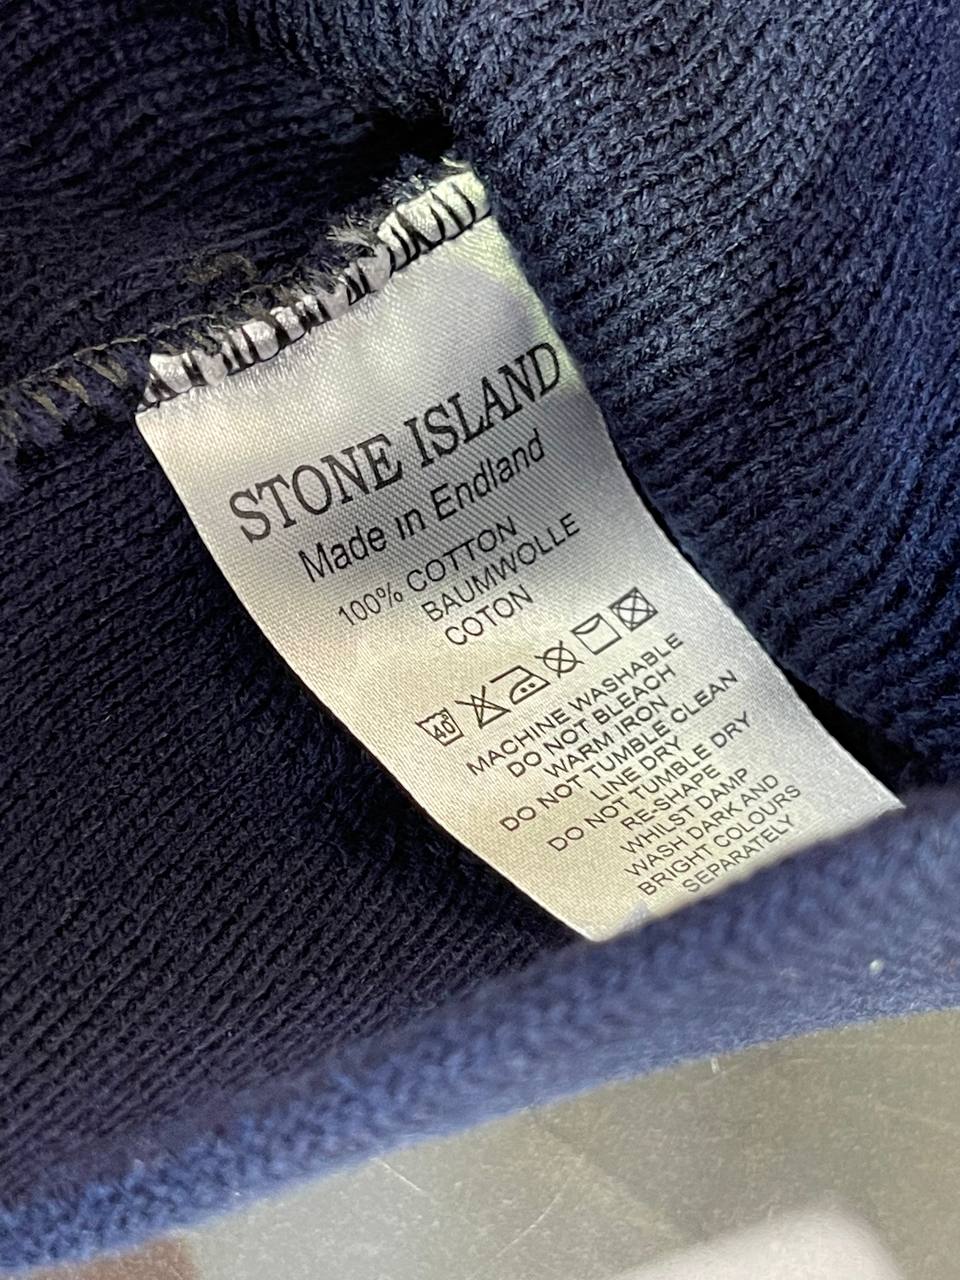 STONE ISLAND
Made in Endland
100% COTTON
BAUMWOLLE
COTON
40°
MACHINE WASHABLE
DO NOT BLEACH
WARM IRON
DO NOT TUMBLE CLEAN
LINE DRY
DO NOT TUMBLE DRY
RE-SHAPE
WHILST DAMP
WASH DARK AND
BRIGHT COLOURS
SEPARATELY